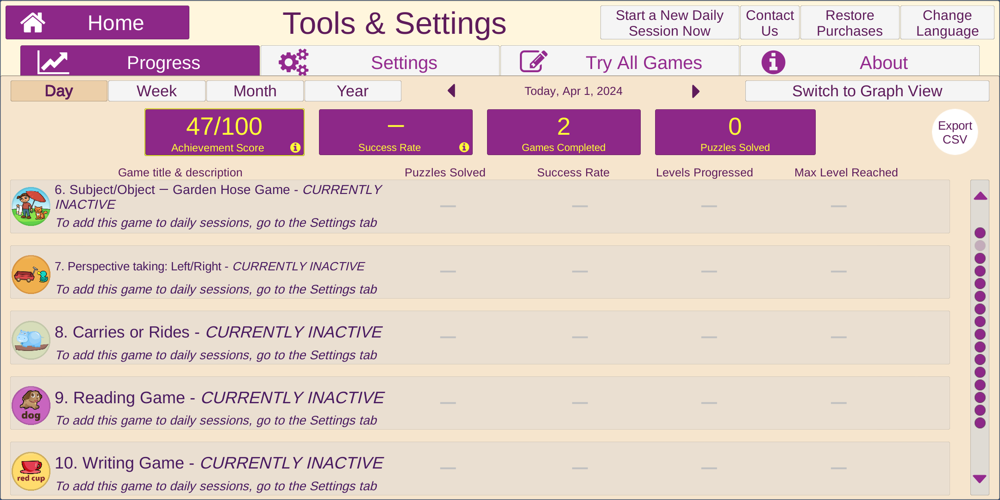 Home
Tools & Settings
Start a New Daily
Session Now
Contact
Us
Restore
Purchases
Change
Language
Progress
Settings
Try All Games
About
Day
Week
Month
Year
Today, Apr 1, 2024
Switch to Graph View
47/100
Achievement Score
–
Success Rate
2
Games Completed
0
Puzzles Solved
Export
CSV
Game title & description
Puzzles Solved
Success Rate
Levels Progressed
Max Level Reached
6. Subject/Object – Garden Hose Game - CURRENTLY
INACTIVE
To add this game to daily sessions, go to the Settings tab
— — — —
7. Perspective taking: Left/Right - CURRENTLY INACTIVE
To add this game to daily sessions, go to the Settings tab
— — — —
8. Carries or Rides - CURRENTLY INACTIVE
To add this game to daily sessions, go to the Settings tab
— — — —
dog
9. Reading Game - CURRENTLY INACTIVE
To add this game to daily sessions, go to the Settings tab
— — — —
red cup
10. Writing Game - CURRENTLY INACTIVE
To add this game to daily sessions, go to the Settings tab
— — — —